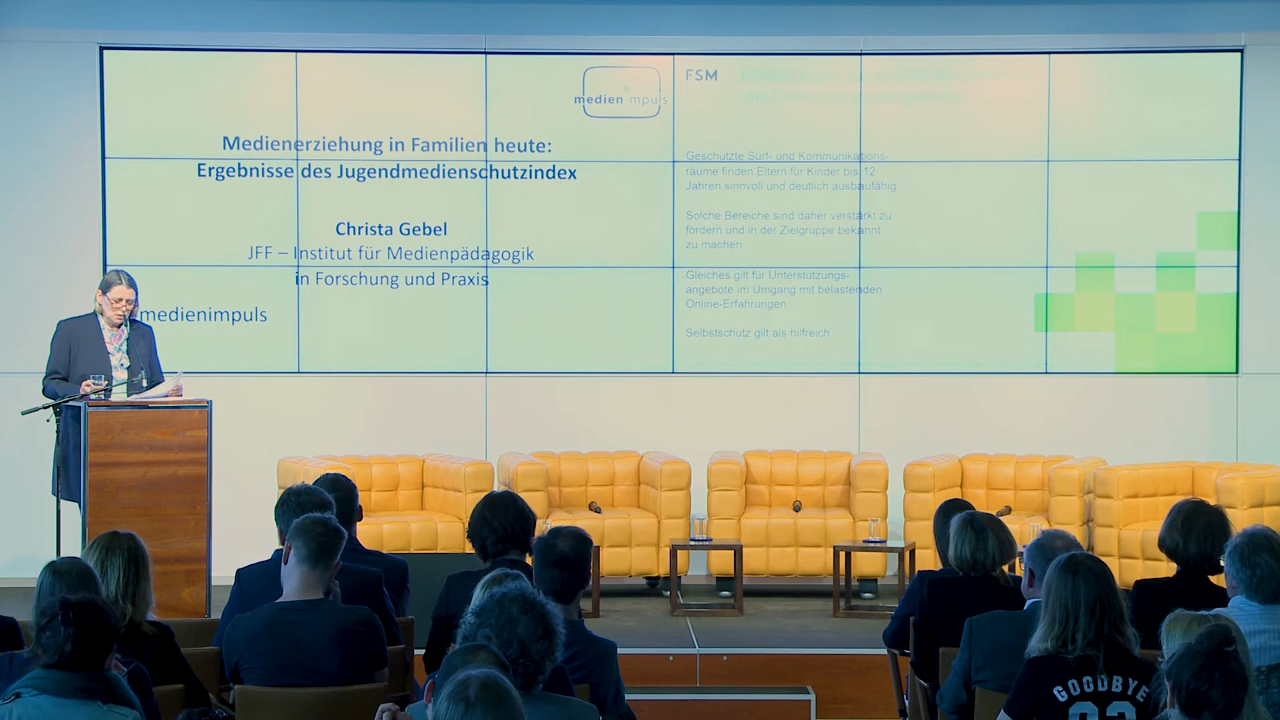 medien mpuls
Medienerziehung in Familien heute:
Ergebnisse des Jugendmedienschutzindex
Christa Gebel
JFF – Institut für Medienpädagogik
in Forschung und Praxis
medienimpuls
FSM
Geschützte Surf- und Kommunikations-
räume finden Eltern für Kinder bis 12
Jahren sinnvoll und deutlich ausbaufähig
Solche Bereiche sind daher verstärkt zu
fördern und in der Zielgruppe bekannt
zu machen
Gleiches gilt für Unterstützungs-
angebote im Umgang mit belastenden
Online-Erfahrungen
Selbstschutz gilt als hilfreich
GOODBYE